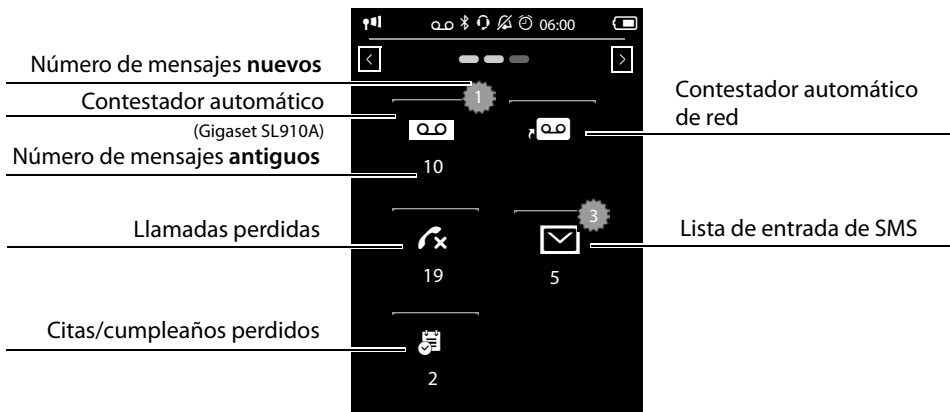 06:00
Número de mensajes nuevos
1
Contestador automático
(Gigaset SL910A)
Número de mensajes antiguos
10
Contestador automático
de red
Llamadas perdidas
19
3
Lista de entrada de SMS
5
Citas/cumpleaños perdidos
2